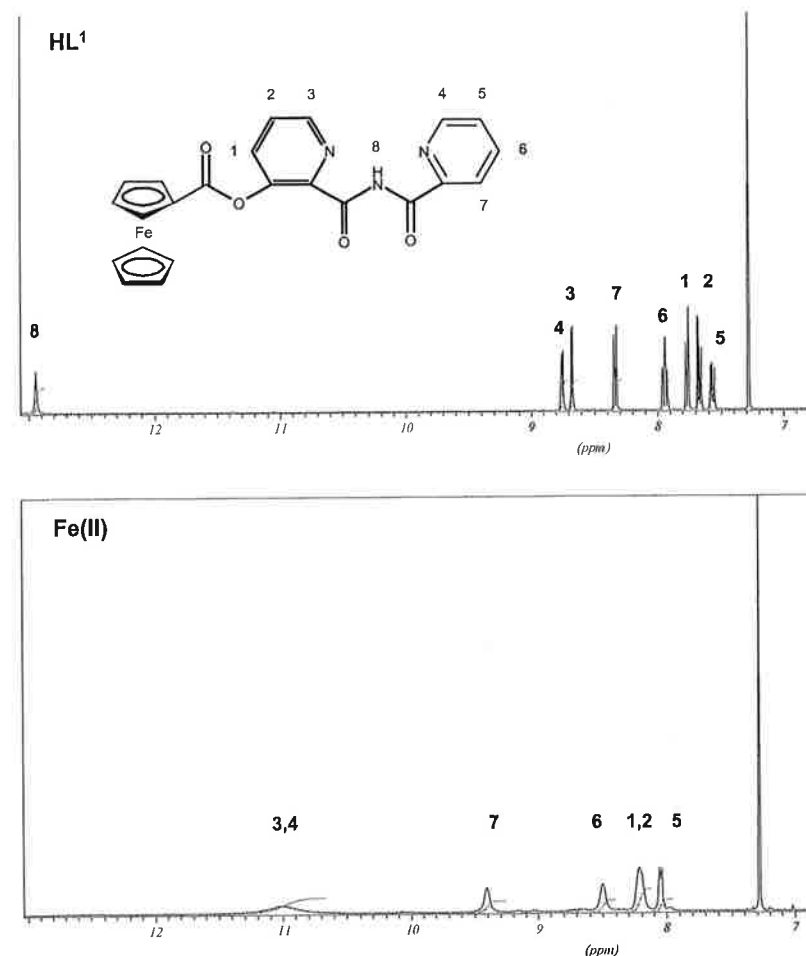 HL¹
2 3 4 5
1 8 6
O N H N
O N 7
Fe O O
1 2
3 7
6
4 5
8
12 11 10 9 8 7
(ppm)
Fe(II)
3,4 7 6 1,2 5
12 11 10 9 8 7
(ppm)